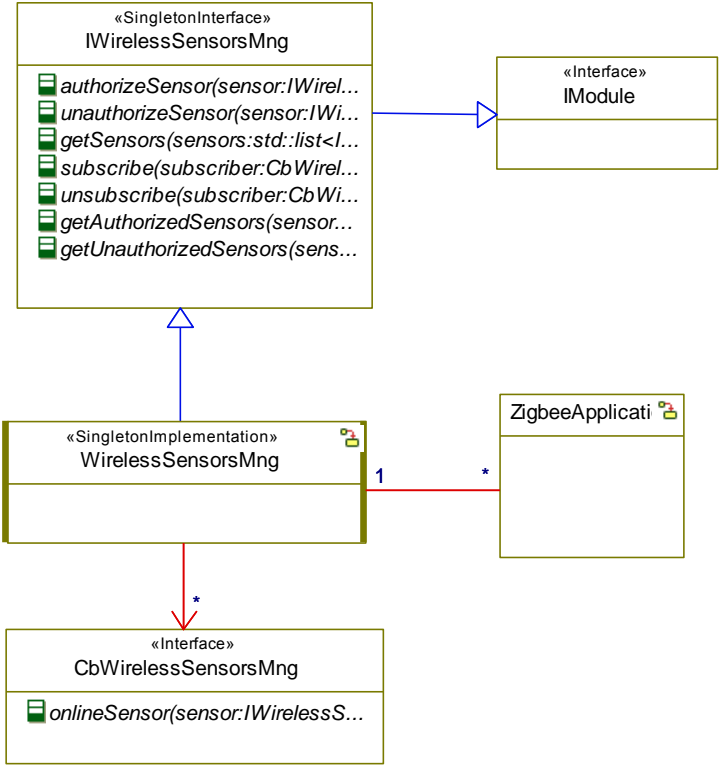 «SingletonInterface»
IWirelessSensorsMng
authorizeSensor(sensor:IWirel...
unauthorizeSensor(sensor:IWi...
getSensors(sensors:std::list<I...
subscribe(subscriber:CbWirel...
unsubscribe(subscriber:CbWi...
getAuthorizedSensors(sensor...
getUnauthorizedSensors(sens...
«Interface»
IModule
«SingletonImplementation»
WirelessSensorsMng
1
*
ZigbeeApplicati
*
«Interface»
CbWirelessSensorsMng
onlineSensor(sensor:IWirelessS...